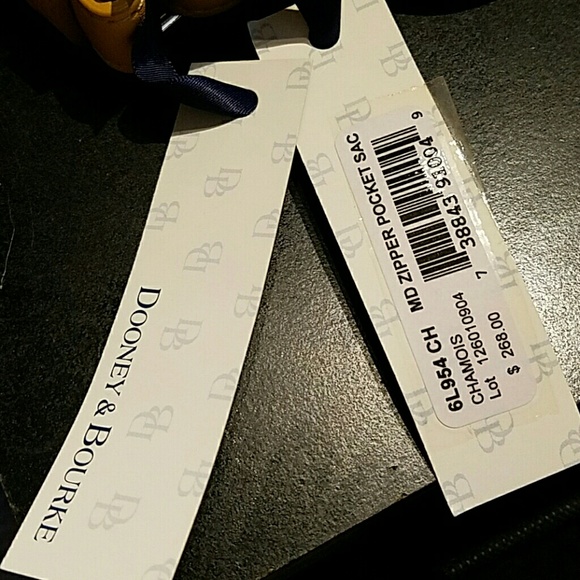 DOONEY & BOURKE
6L954 CH MD ZIPPER POCKET SAC
CHAMOIS
Lot 126010904
$ 268.00
7 38843 91004 9